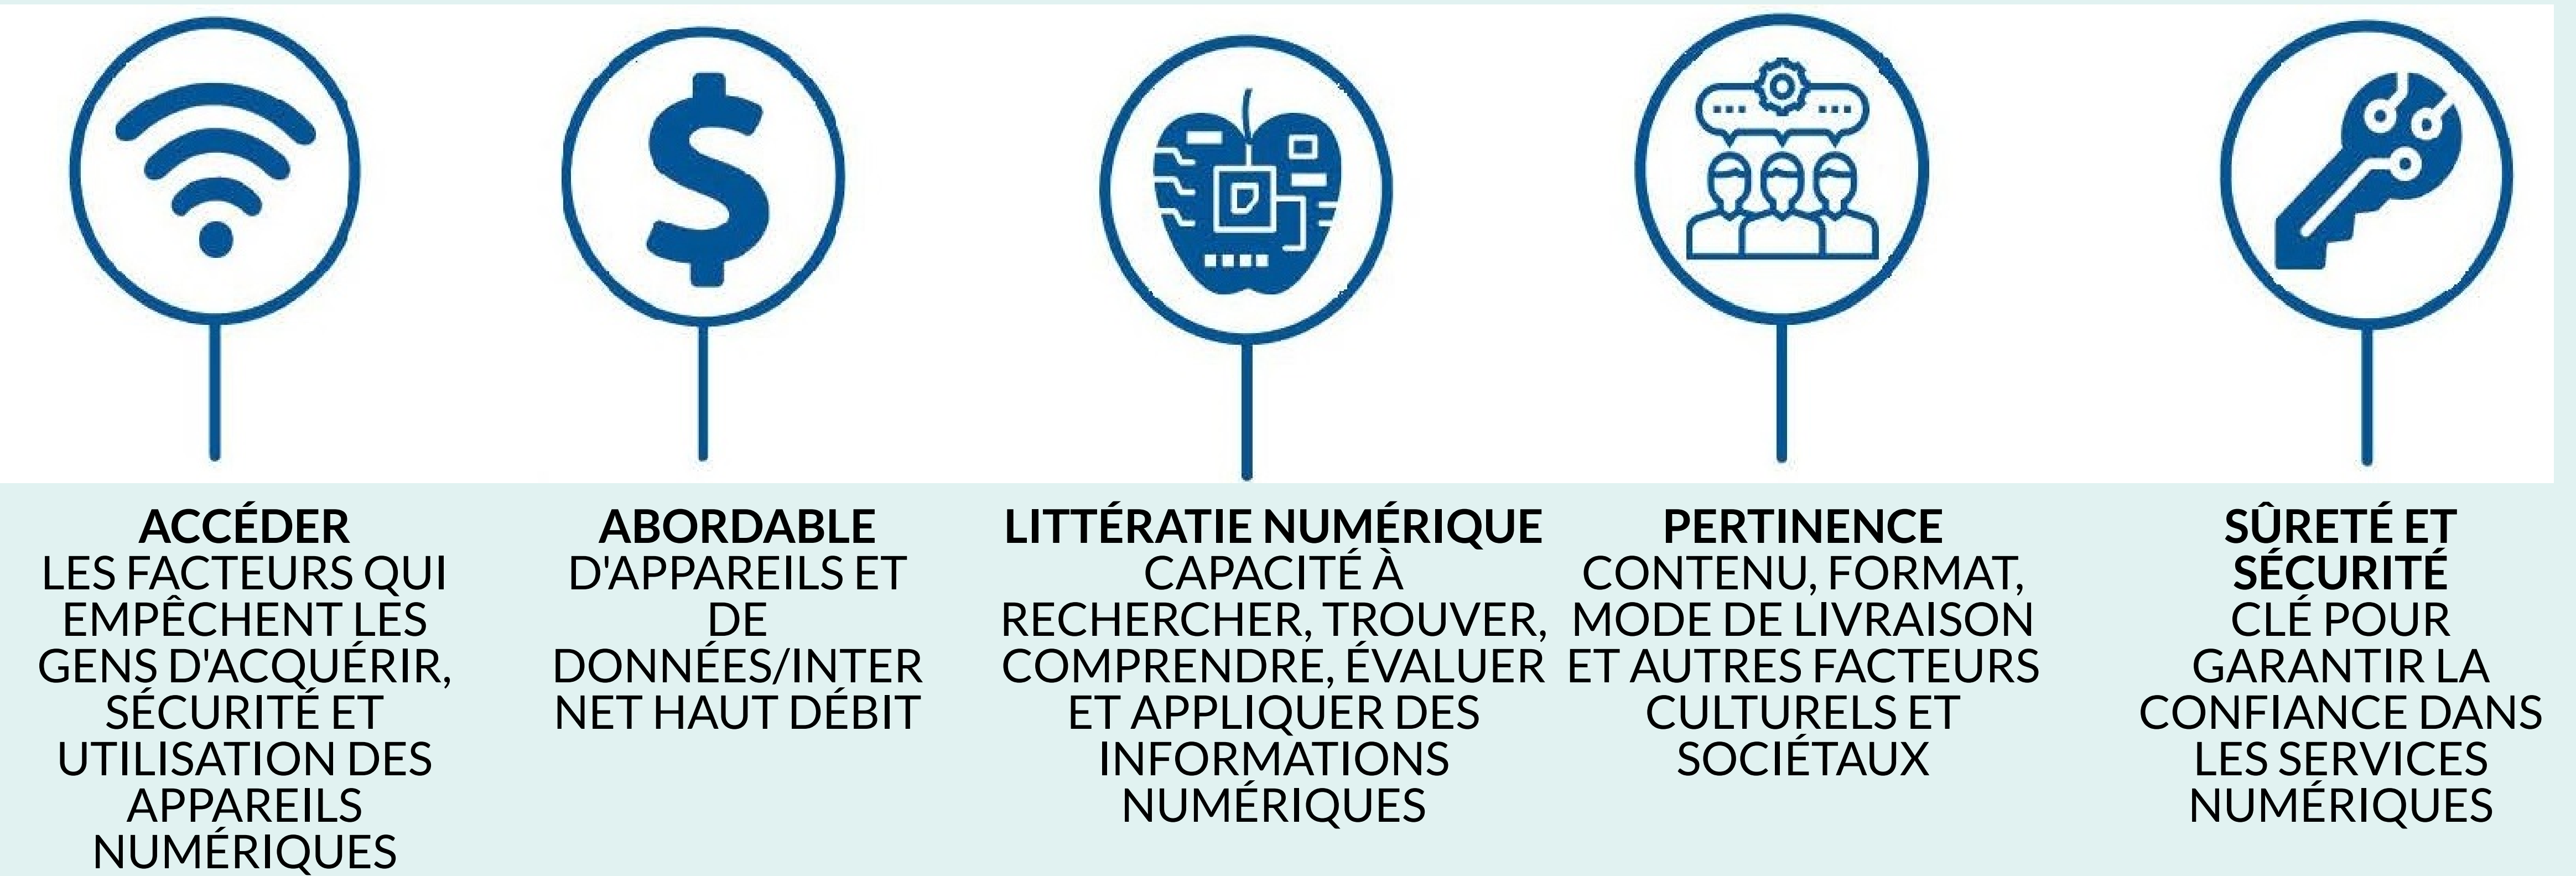 ACCÉDER
LES FACTEURS QUI
EMPÊCHENT LES
GENS D'ACQUÉRIR,
SÉCURITÉ ET
UTILISATION DES
APPAREILS
NUMÉRIQUES
ABORDABLE
D'APPAREILS ET
DE
DONNÉES/INTER
NET HAUT DÉBIT
LITTÉRATIE NUMÉRIQUE
CAPACITÉ À
RECHERCHER, TROUVER,
COMPRENDRE, ÉVALUER
ET APPLIQUER DES
INFORMATIONS
NUMÉRIQUES
PERTINENCE
CONTENU, FORMAT,
MODE DE LIVRAISON
ET AUTRES FACTEURS
CULTURELS ET
SOCIÉTAUX
SÛRETÉ ET
SÉCURITÉ
CLÉ POUR
GARANTIR LA
CONFIANCE DANS
LES SERVICES
NUMÉRIQUES